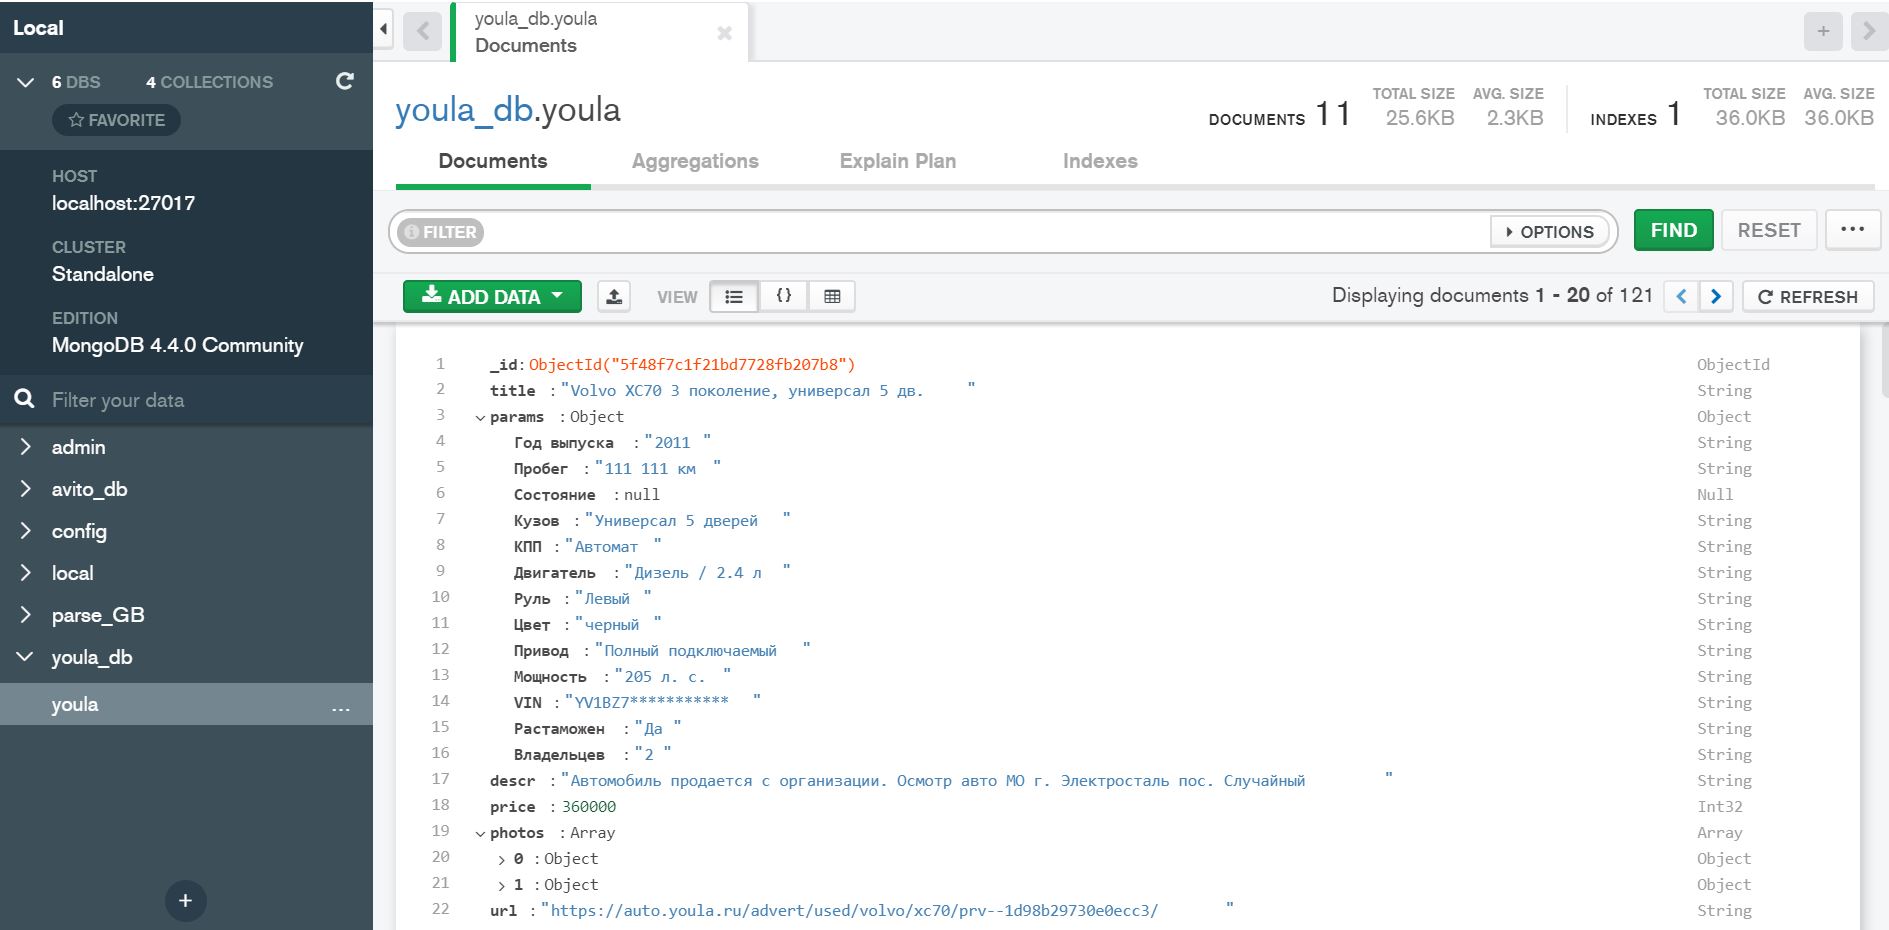 Local
6 DBS 4 COLLECTIONS
FAVORITE
HOST
localhost:27017
CLUSTER
Standalone
EDITION
MongoDB 4.4.0 Community
Filter your data
admin
avito_db
config
local
parse_GB
youla_db
youla ...
youla_db.youla
Documents
youla_db.youla
DOCUMENTS 11 TOTAL SIZE 25.6KB AVG. SIZE 2.3KB INDEXES 1 TOTAL SIZE 36.0KB AVG. SIZE 36.0KB
Documents Aggregations Explain Plan Indexes
FILTER OPTIONS FIND RESET ...
ADD DATA VIEW {} Displaying documents 1 - 20 of 121 REFRESH
1 _id: ObjectId("5f48f7c1f21bd7728fb207b8") ObjectId
2 title : "Volvo XC70 3 поколение, универсал 5 дв. " String
3 params : Object Object
4 Год выпуска : "2011 " String
5 Пробег : "111 111 км " String
6 Состояние : null Null
7 Кузов : "Универсал 5 дверей " String
8 КПП : "Автомат " String
9 Двигатель : "Дизель / 2.4 л " String
10 Руль : "Левый " String
11 Цвет : "черный " String
12 Привод : "Полный подключаемый " String
13 Мощность : "205 л. с. " String
14 VIN : "YV1BZ7*********** " String
15 Растаможен : "Да " String
16 Владельцев : "2 " String
17 descr : "Автомобиль продается с организации. Осмотр авто МО г. Электросталь пос. Случайный " String
18 price : 360000 Int32
19 photos : Array Array
20 0 : Object Object
21 1 : Object Object
22 url : "https://auto.youla.ru/advert/used/volvo/xc70/prv--1d98b29730e0ecc3/ " String